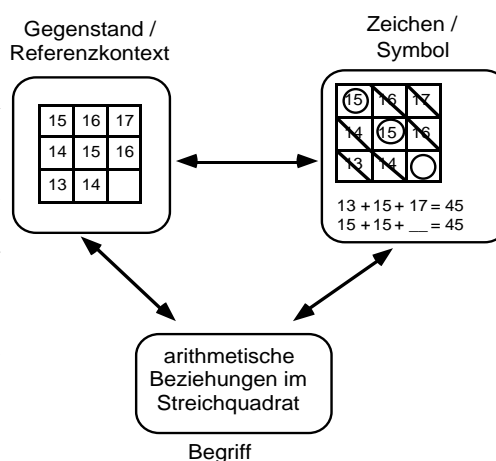 Gegenstand /
Referenzkontext
15 16 17
14 15 16
13 14
Zeichen /
Symbol
15 16 17
14 15 16
13 14
13 + 15 + 17 = 45
15 + 15 + __ = 45
arithmetische
Beziehungen im
Streichquadrat
Begriff